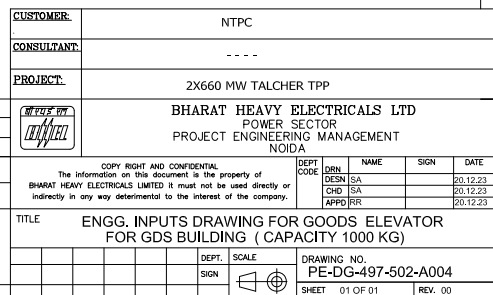 CUSTOMER:
NTPC
CONSULTANT:
----
PROJECT:
2X660 MW TALCHER TPP
BHARAT HEAVY ELECTRICALS LTD
POWER SECTOR
PROJECT ENGINEERING MANAGEMENT
NOIDA
COPY RIGHT AND CONFIDENTIAL
The information on this document is the property of
BHARAT HEAVY ELECTRICALS LIMITED it must not be used directly or
indirectly in any way deterimental to the interest of the company.
DEPT CODE
NAME SIGN DATE
DRN
DESN SA 20.12.23
CHD SA 20.12.23
APPD RR 20.12.23
TITLE
ENGG. INPUTS DRAWING FOR GOODS ELEVATOR
FOR GDS BUILDING ( CAPACITY 1000 KG)
DEPT. SCALE
SIGN
DRAWING NO.
PE-DG-497-502-A004
SHEET 01 OF 01 REV. 00